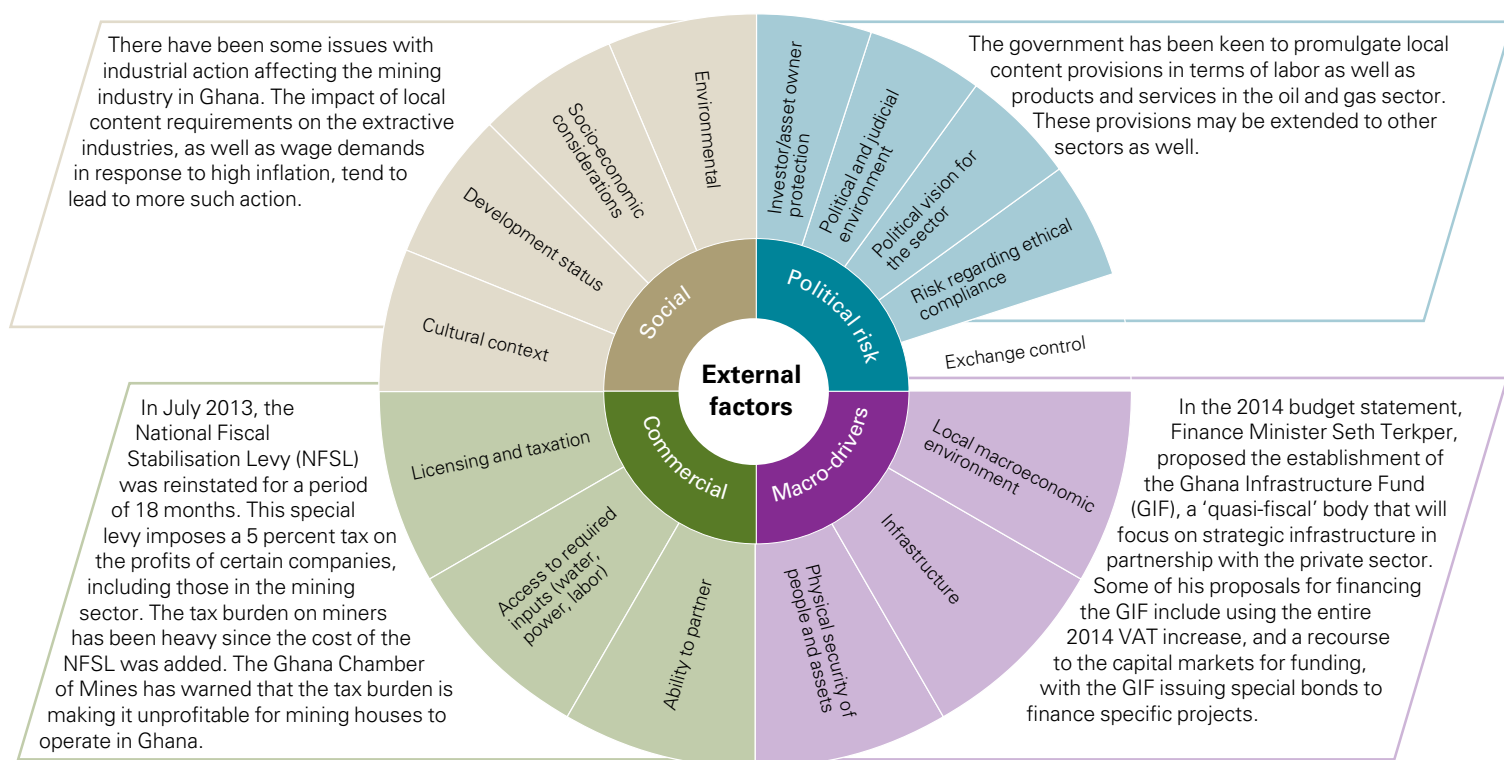 There have been some issues with
industrial action affecting the mining
industry in Ghana. The impact of local
content requirements on the extractive
industries, as well as wage demands
in response to high inflation, tend to
lead to more such action.
The government has been keen to promulgate local
content provisions in terms of labor as well as
products and services in the oil and gas sector.
These provisions may be extended to other
sectors as well.
Cultural context
Development status
Socio-economic
considerations
Environmental
Investor/asset owner
protection
Political and judicial
environment
Political vision for
the sector
Risk regarding ethical
compliance
Exchange control
Social
Political risk
External
factors
Commercial
Macro-drivers
Licensing and taxation
Access to required
inputs (water,
power, labor)
Ability to partner
Physical security of
people and assets
Infrastructure
Local macroeconomic
environment
In July 2013, the
National Fiscal
Stabilisation Levy (NFSL)
was reinstated for a period
of 18 months. This special
levy imposes a 5 percent tax on
the profits of certain companies,
including those in the mining
sector. The tax burden on miners
has been heavy since the cost of the
NFSL was added. The Ghana Chamber
of Mines has warned that the tax burden is
making it unprofitable for mining houses to
operate in Ghana.
In the 2014 budget statement,
Finance Minister Seth Terkper,
proposed the establishment of
the Ghana Infrastructure Fund
(GIF), a ‘quasi-fiscal’ body that will
focus on strategic infrastructure in
partnership with the private sector.
Some of his proposals for financing
the GIF include using the entire
2014 VAT increase, and a recourse
to the capital markets for funding,
with the GIF issuing special bonds to
finance specific projects.